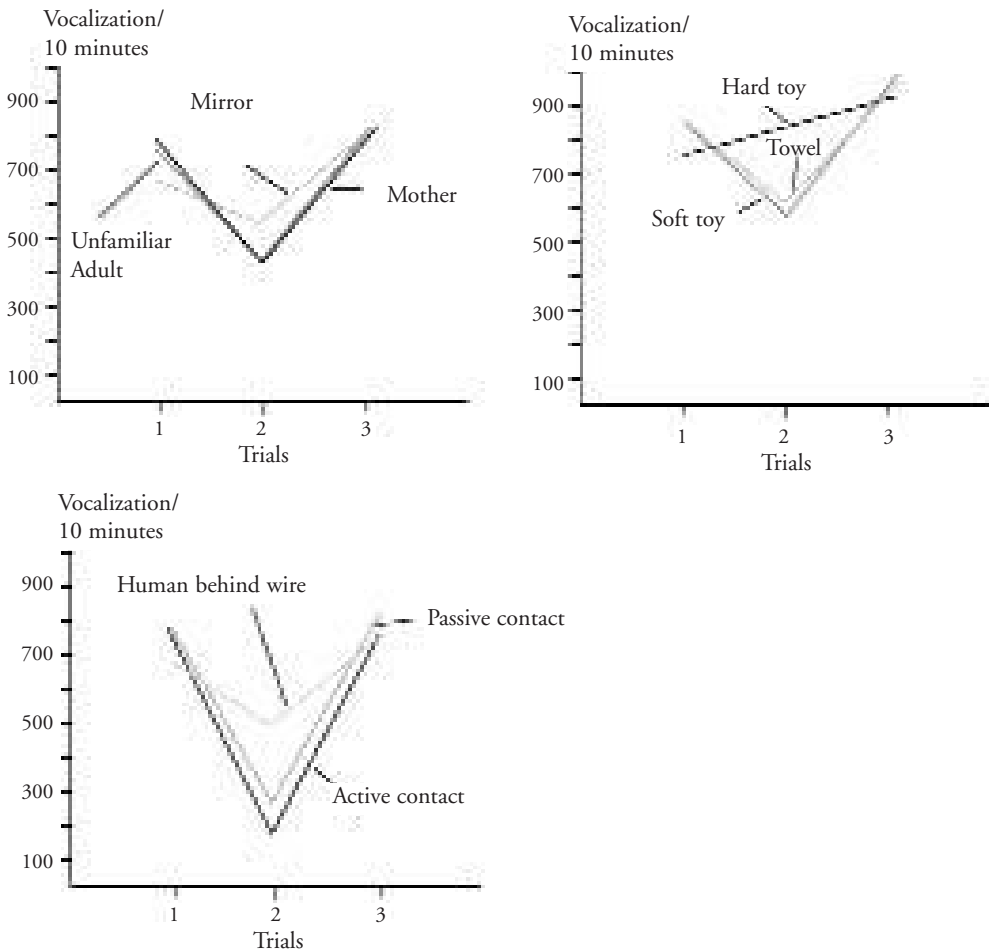 Vocalization/
10 minutes
900
700
500
300
100
Mirror
Mother
Unfamiliar
Adult
1 2 3
Trials
Vocalization/
10 minutes
900
700
500
300
100
Hard toy
Towel
Soft toy
1 2 3
Trials
Vocalization/
10 minutes
900
700
500
300
100
Human behind wire
Passive contact
Active contact
1 2 3
Trials